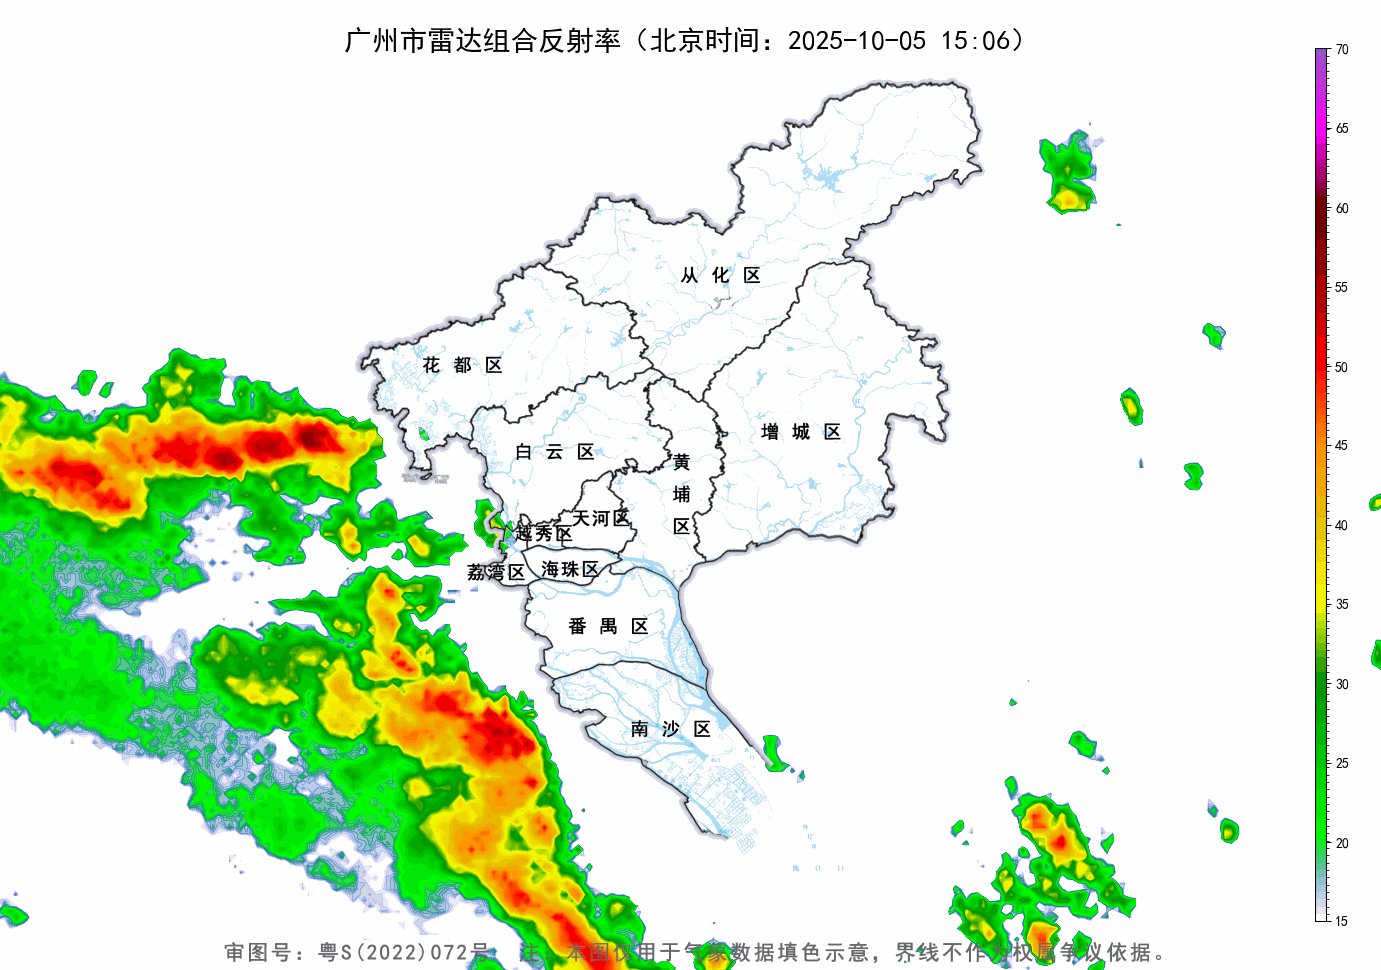 广州市雷达组合反射率（北京时间：2025-10-05 15:06）
70
65
60
55
50
45
40
35
30
25
20
15
从 化 区
花 都 区
增 城 区
白 云 区
黄
埔
区
天河区
越秀区
荔湾区
海珠区
番 禺 区
南 沙 区
审图号：粤S(2022)072号 注：本图仅用于气象数据填色示意，界线不作为权属争议依据。